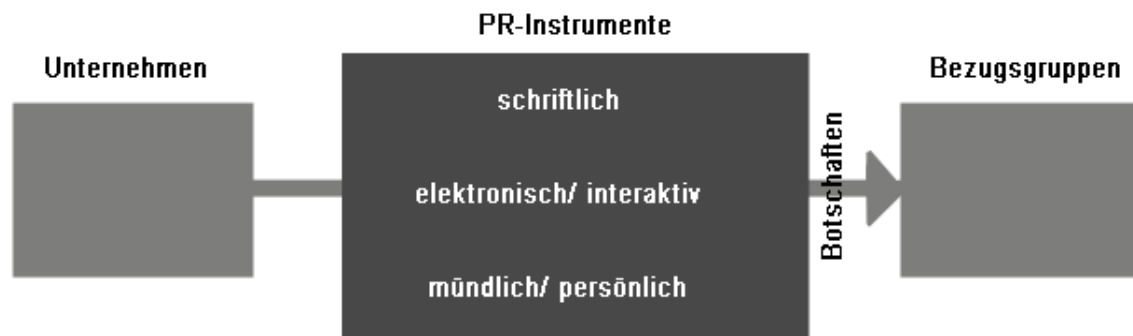 PR-Instrumente
Unternehmen
schriftlich
elektronisch/ interaktiv
mündlich/ persönlich
Botschaften
Bezugsgruppen